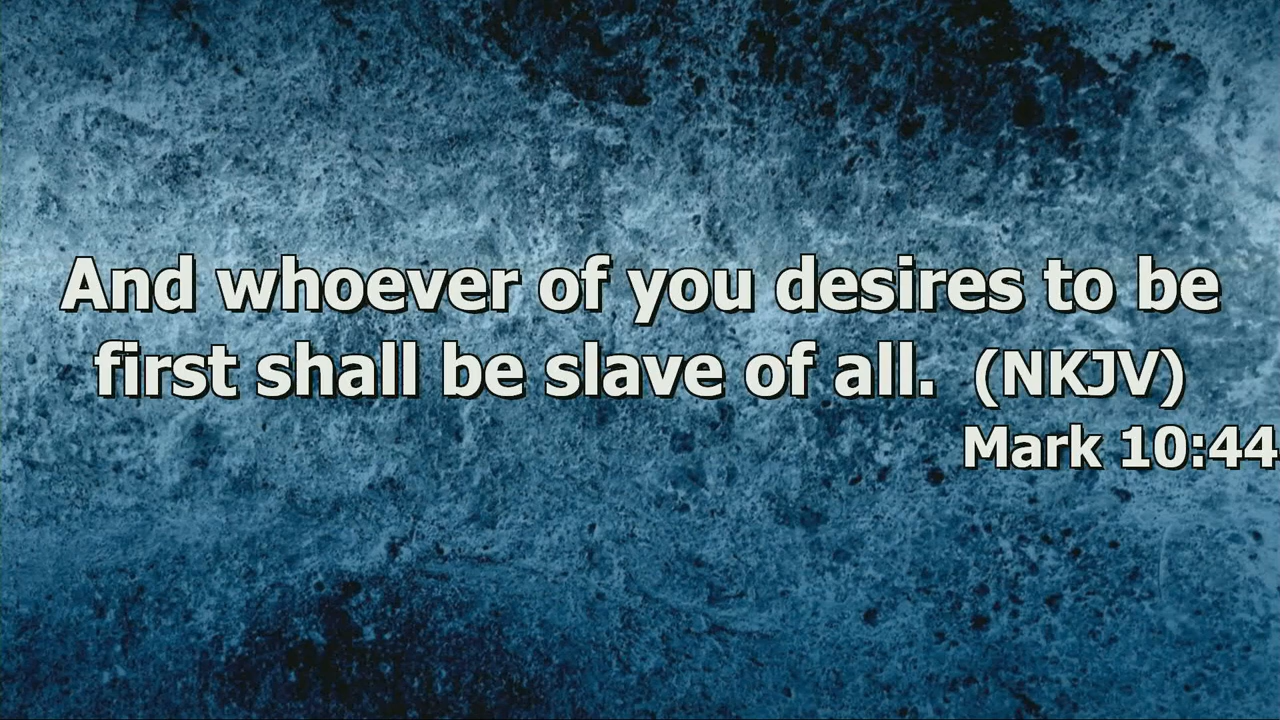 And whoever of you desires to be
first shall be slave of all. (NKJV)
Mark 10:44